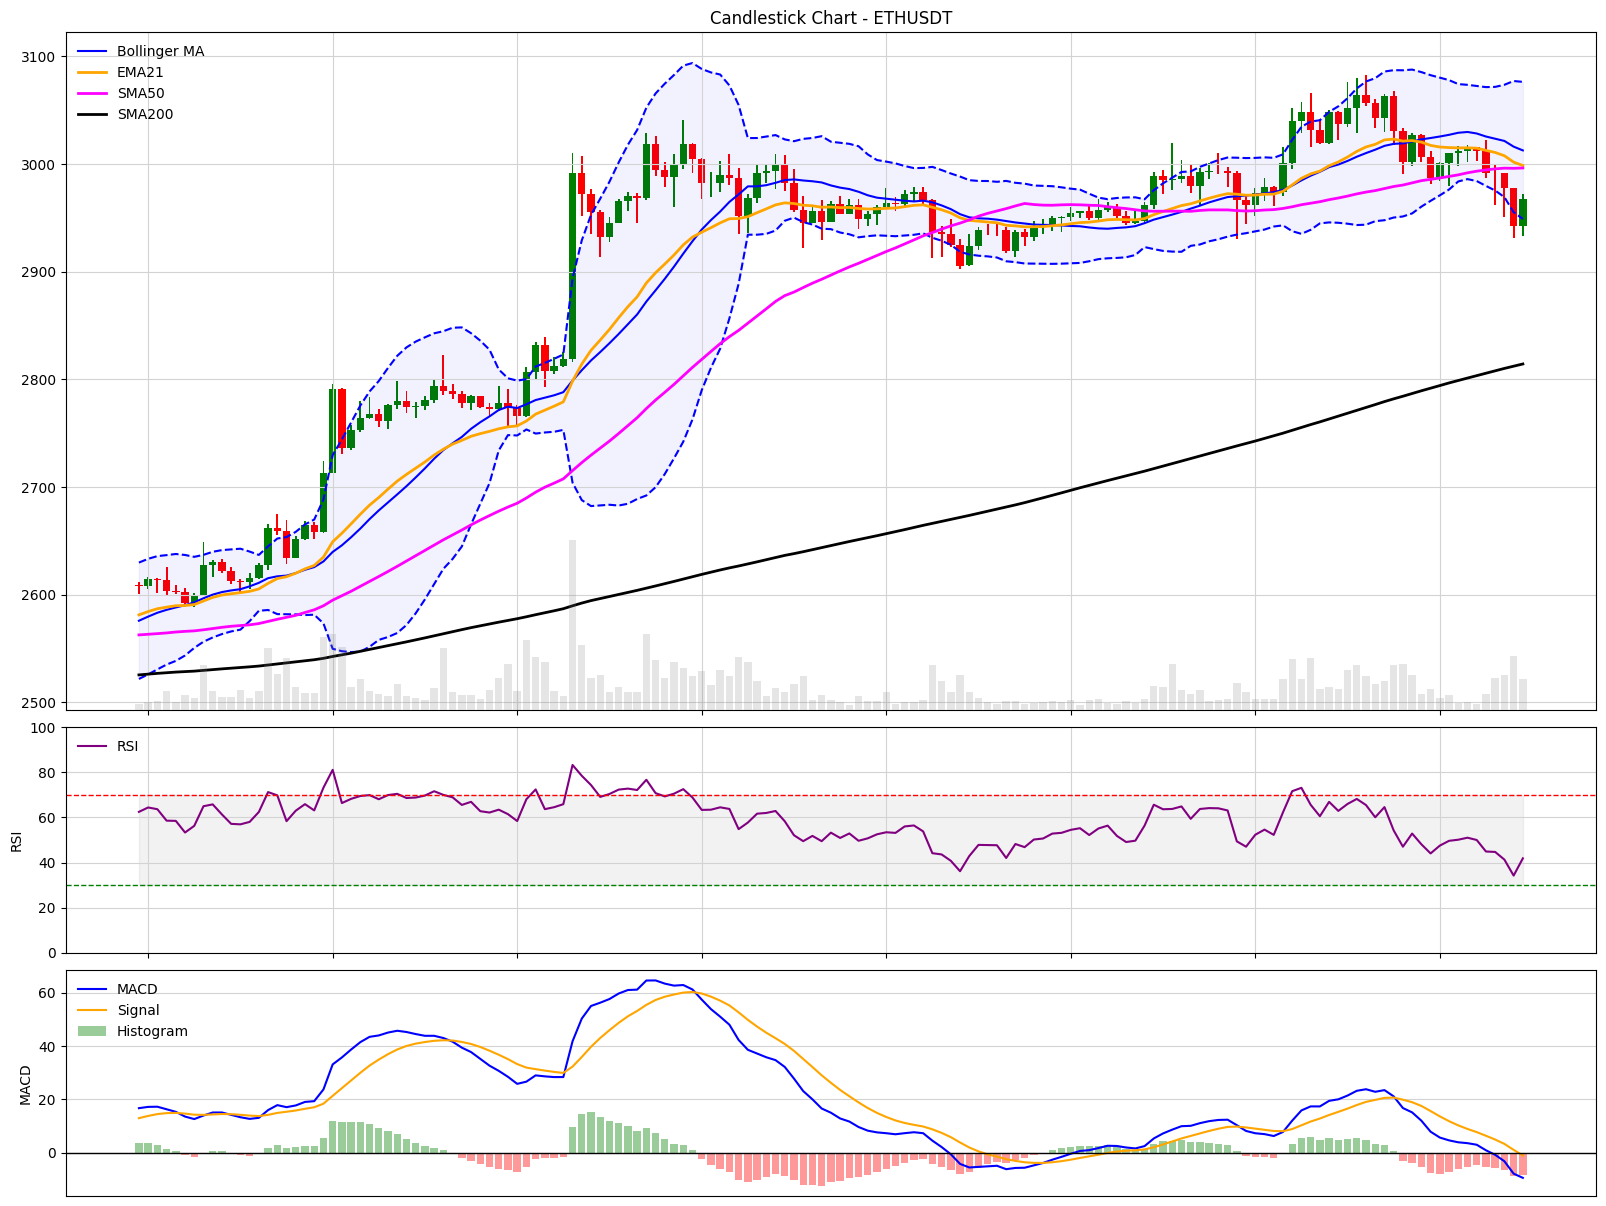 Candlestick Chart - ETHUSDT
3100
3000
2900
2800
2700
2600
2500
Bollinger MA
EMA21
SMA50
SMA200
100
80
60
40
20
0
RSI
RSI
60
40
20
0
MACD
MACD
Signal
Histogram